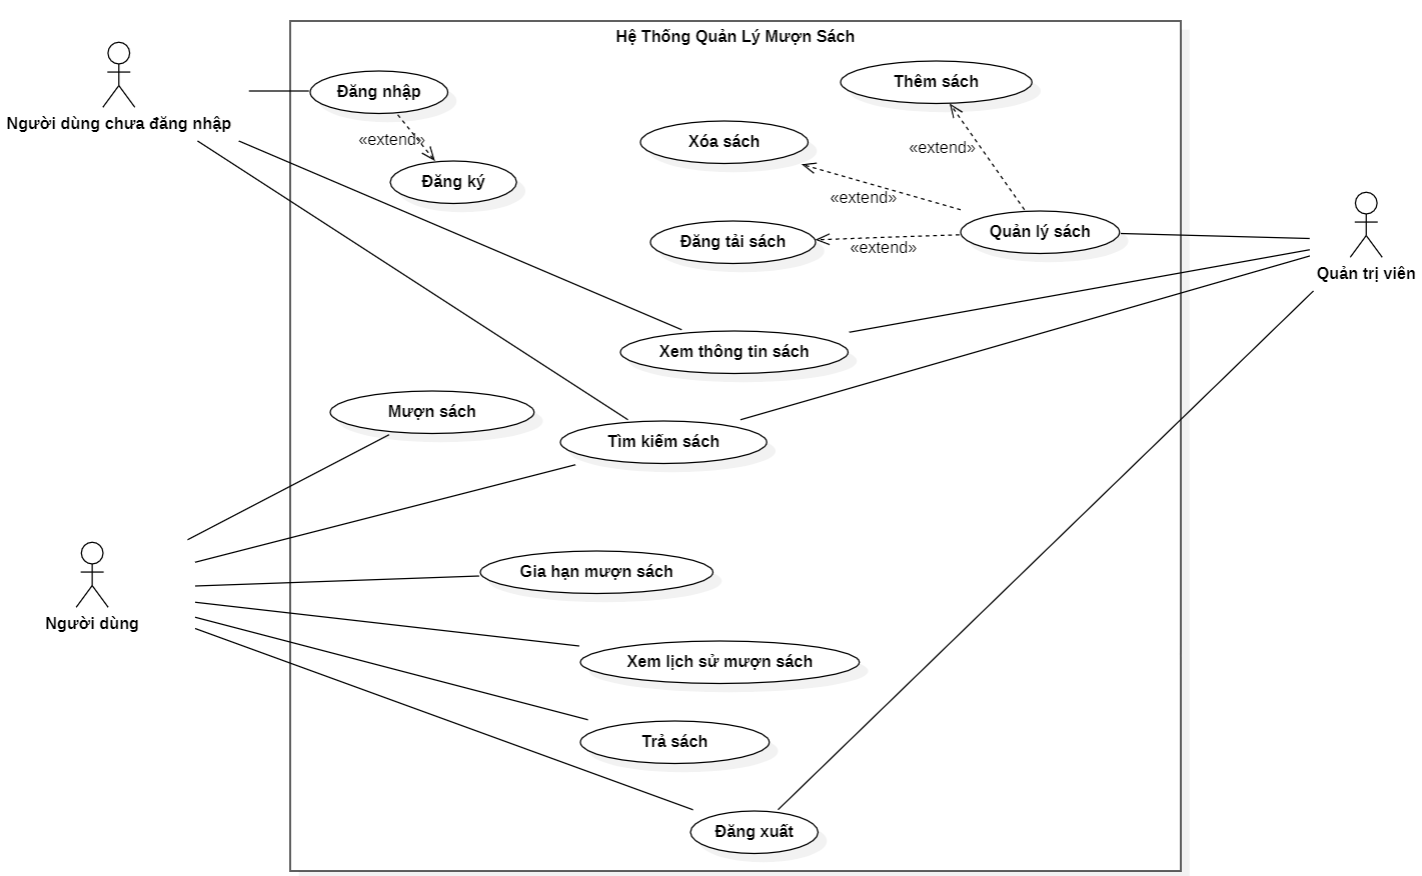 Hệ Thống Quản Lý Mượn Sách
Người dùng chưa đăng nhập
Đăng nhập
«extend»
Đăng ký
Thêm sách
Xóa sách
«extend»
«extend»
Đăng tải sách
«extend»
Quản lý sách
Quản trị viên
Xem thông tin sách
Mượn sách
Tìm kiếm sách
Người dùng
Gia hạn mượn sách
Xem lịch sử mượn sách
Trả sách
Đăng xuất